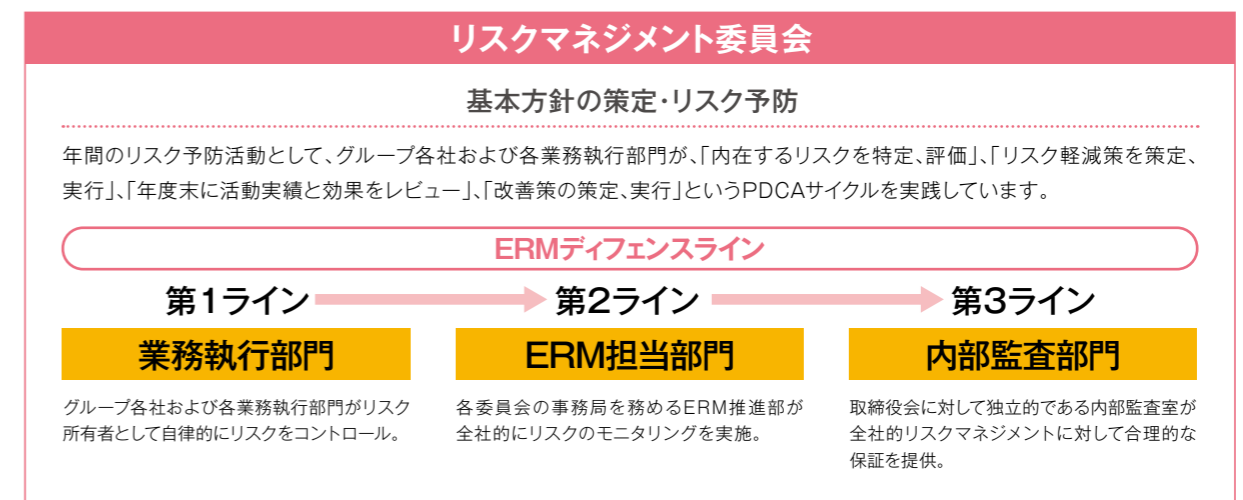 リスクマネジメント委員会
基本方針の策定・リスク予防
年間のリスク予防活動として、グループ各社および各業務執行部門が、「内在するリスクを特定、評価」、「リスク軽減策を策定、
実行」、「年度末に活動実績と効果をレビュー」、「改善策の策定、実行」というPDCAサイクルを実践しています。
ERMディフェンスライン
第1ライン
業務執行部門
グループ各社および各業務執行部門がリスク
所有者として自律的にリスクをコントロール。
第2ライン
ERM担当部門
各委員会の事務局を務めるERM推進部が
全社的にリスクのモニタリングを実施。
第3ライン
内部監査部門
取締役会に対して独立的である内部監査室が
全社的リスクマネジメントに対して合理的な
保証を提供。